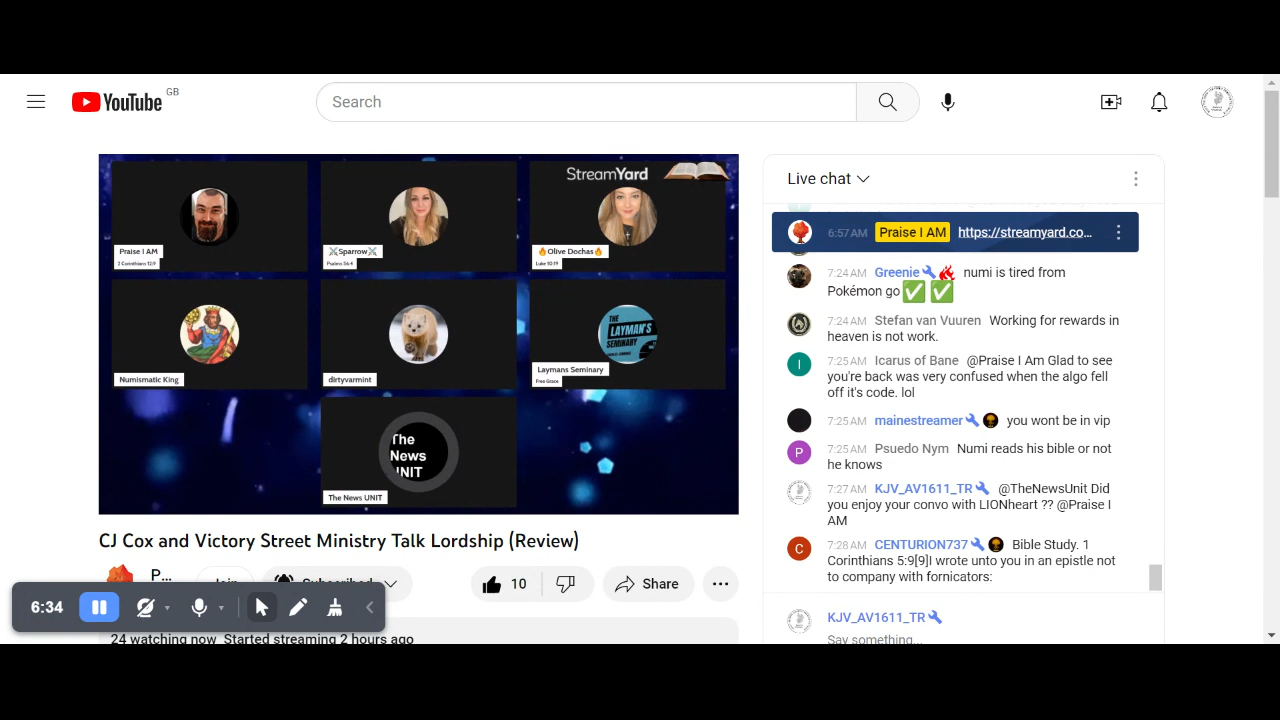 YouTube GB
Search
StreamYard
Praise I AM
2 Corinthians 12:9
⚔Sparrow⚔
Psalms 56:4
🔥Olive Dochas🔥
Luke 10:19
Numismatic King
dirtyvarmint
THE
LAYMAN'S
SEMINARY
Laymans Seminary
Free Grace
The
News
UNIT
The News UNIT
CJ Cox and Victory Street Ministry Talk Lordship (Review)
P...
Join
Subscribed
10
Share
6:34
24 watching now Started streaming 2 hours ago
Live chat
6:57 AM Praise I AM https://streamyard.co...
7:24 AM Greenie numi is tired from
Pokémon go ✅ ✅
7:24 AM Stefan van Vuuren Working for rewards in
heaven is not work.
7:25 AM Icarus of Bane @Praise I Am Glad to see
you're back was very confused when the algo fell
off it's code. lol
7:25 AM mainestreamer you wont be in vip
7:25 AM Psuedo Nym Numi reads his bible or not
he knows
7:27 AM KJV_AV1611_TR @TheNewsUnit Did
you enjoy your convo with LIONheart ?? @Praise I
AM
7:28 AM CENTURION737 Bible Study. 1
Corinthians 5:9[9]I wrote unto you in an epistle not
to company with fornicators:
KJV_AV1611_TR
Say something...